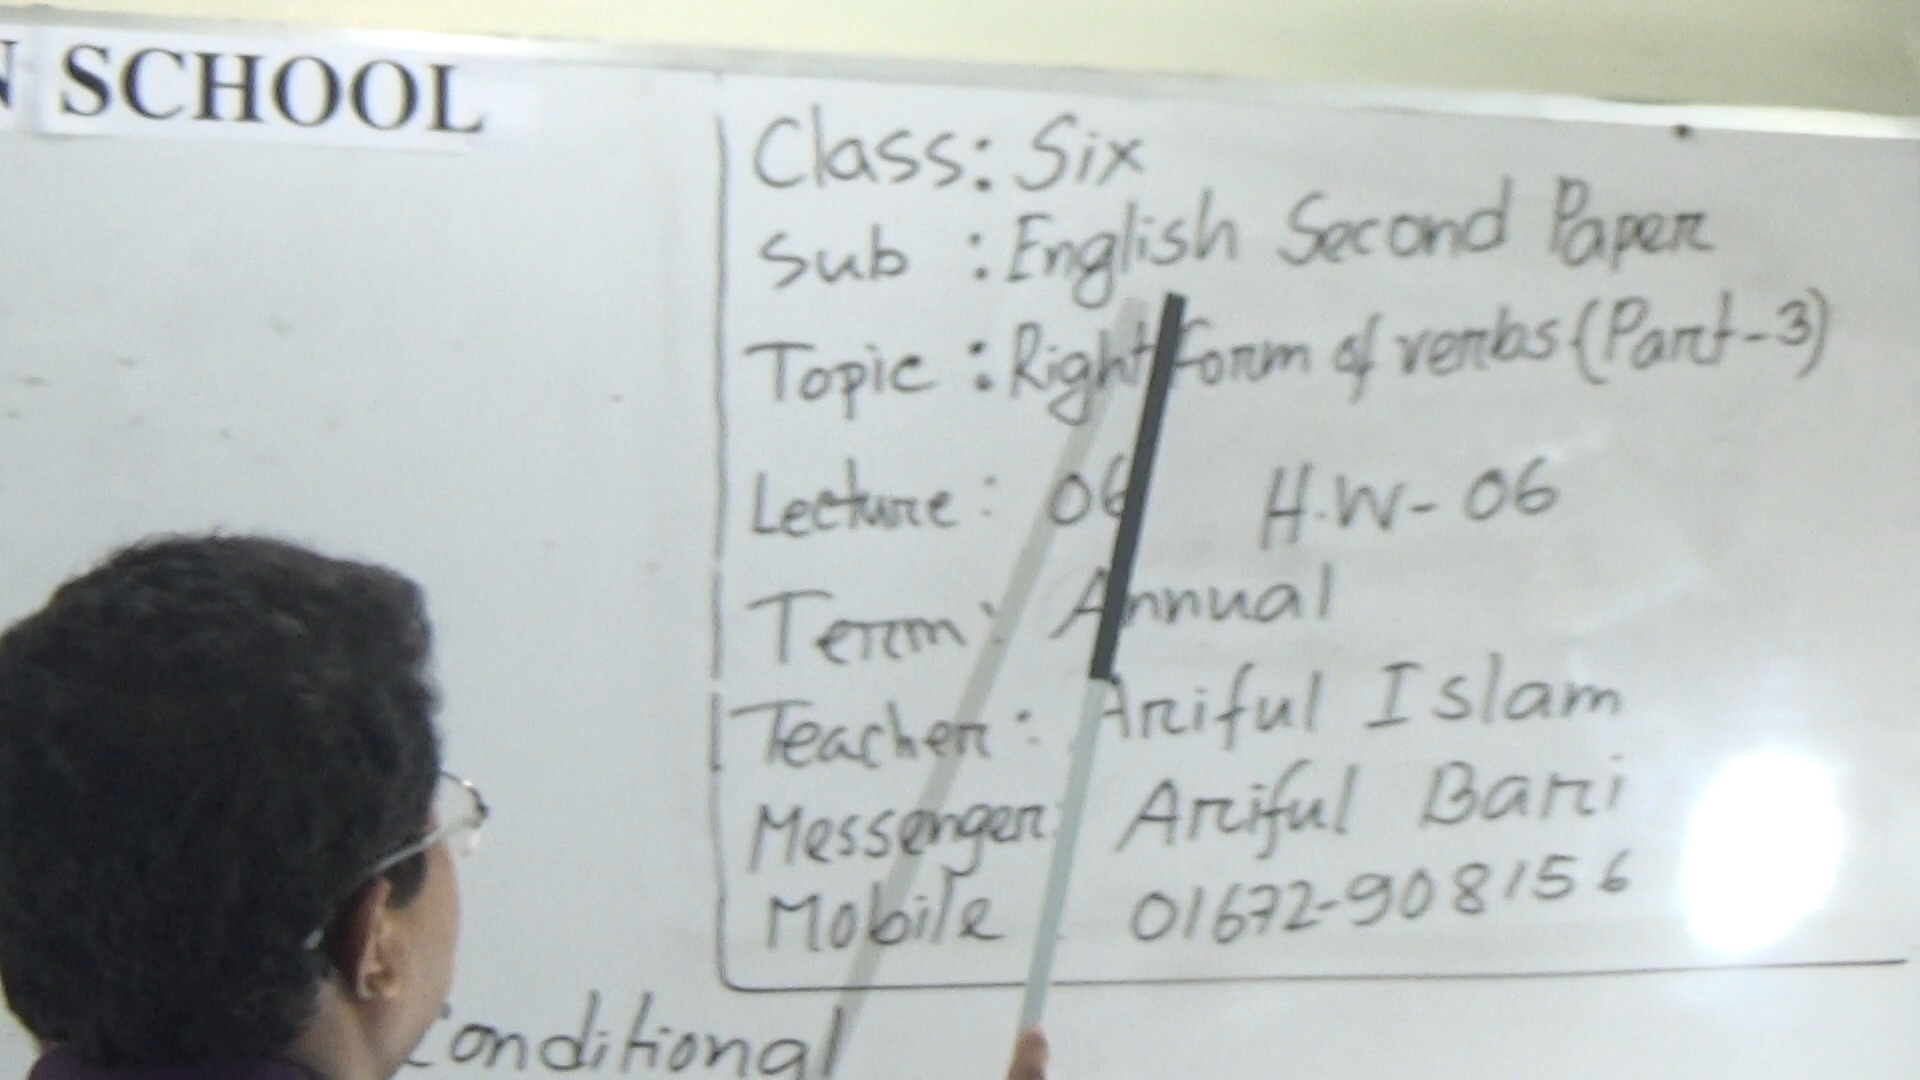 N SCHOOL
Class: Six
Sub : English Second Paper
Topic : Right form of verbs (Part-3)
Lecture : 06 H.W- 06
Term : Annual
Teacher : Ariful Islam
Messenger: Ariful Bari
Mobile : 01672-908156
Conditional